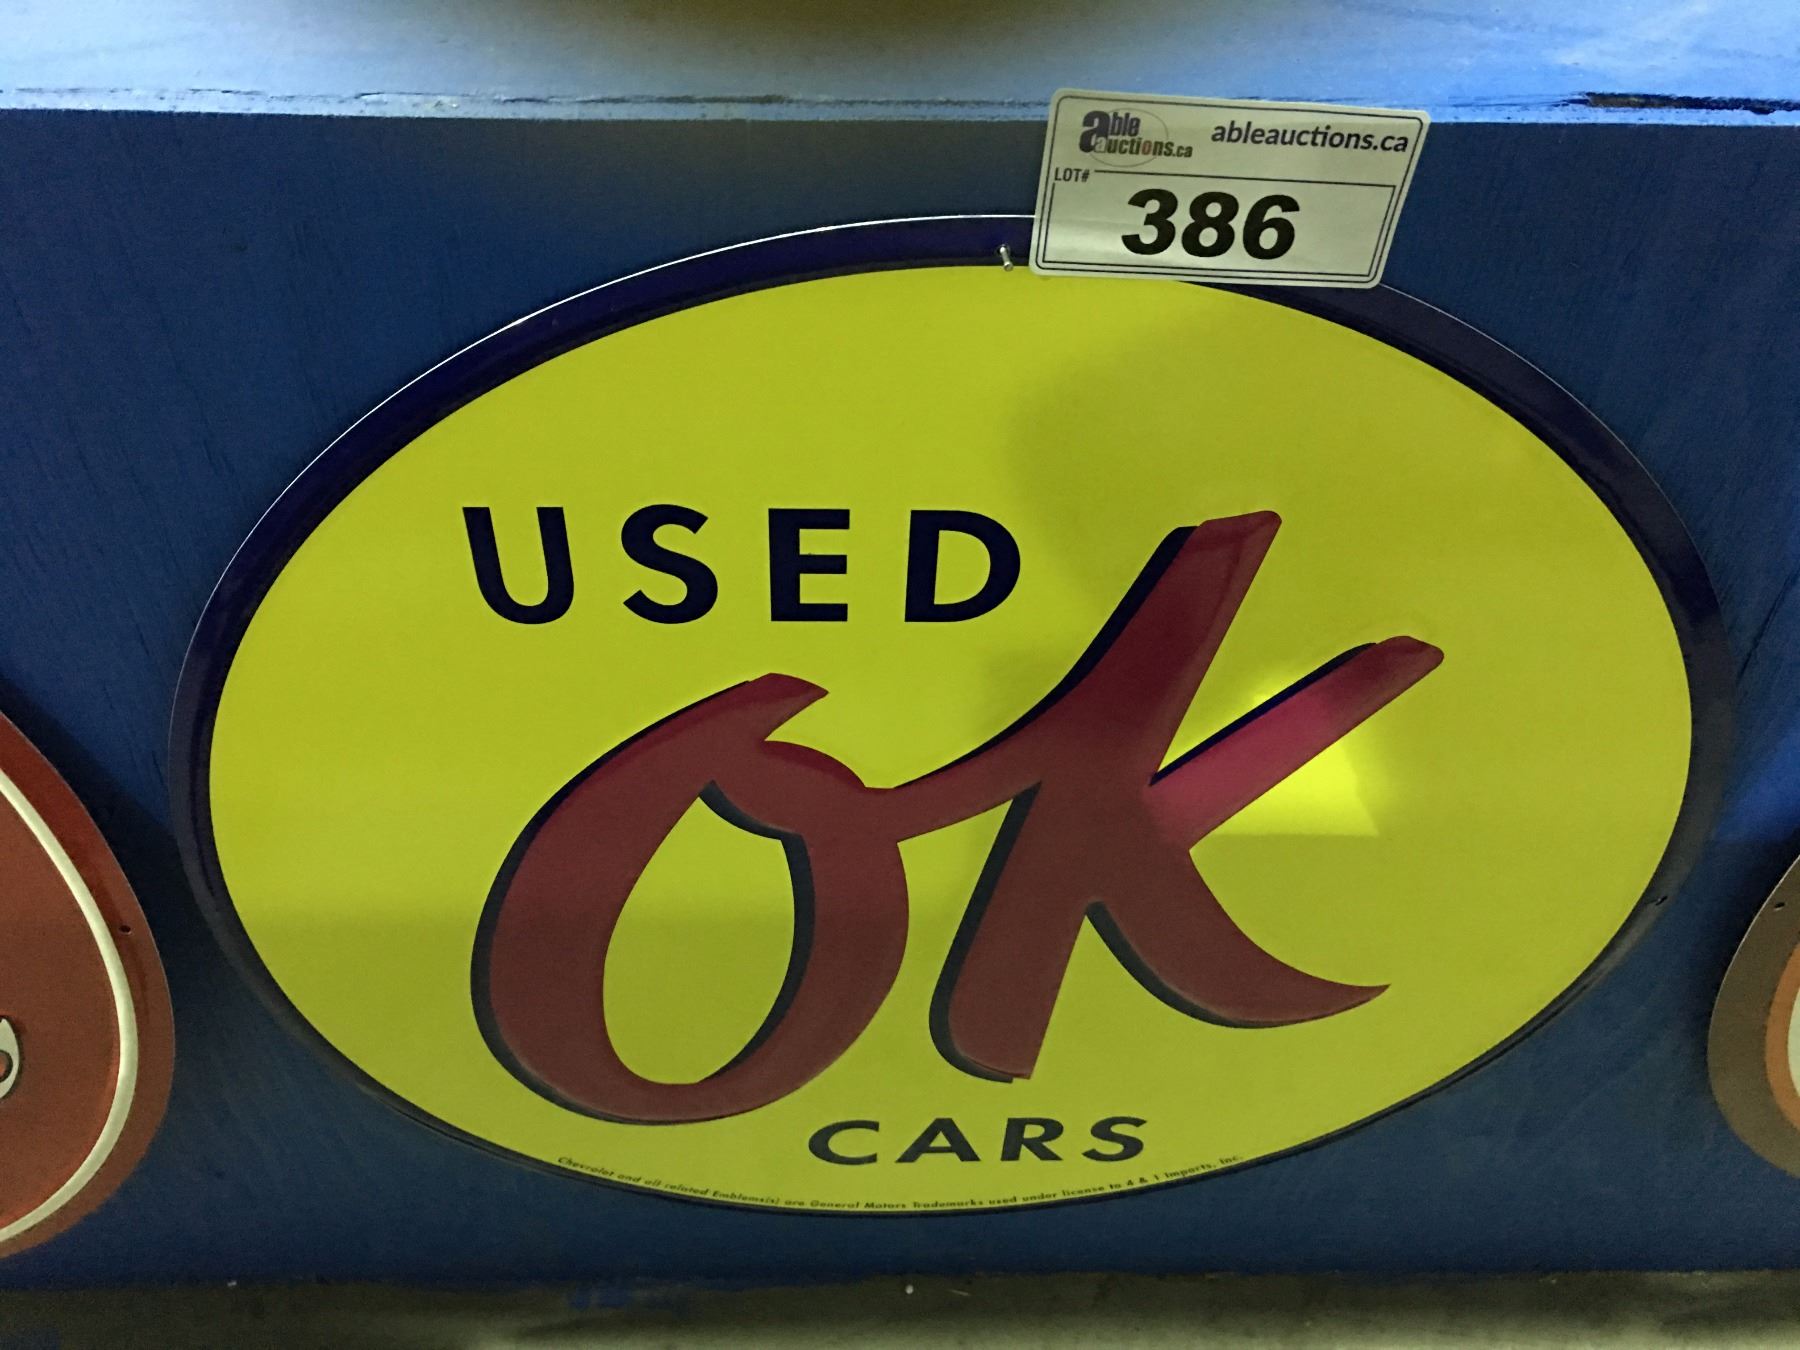 able auctions.ca
ableauctions.ca
LOT#
386
USED
OK
CARS
Chevrolet and all related Emblems(s) are General Motors Trademarks used under license to 4 & 1 Imports, Inc.